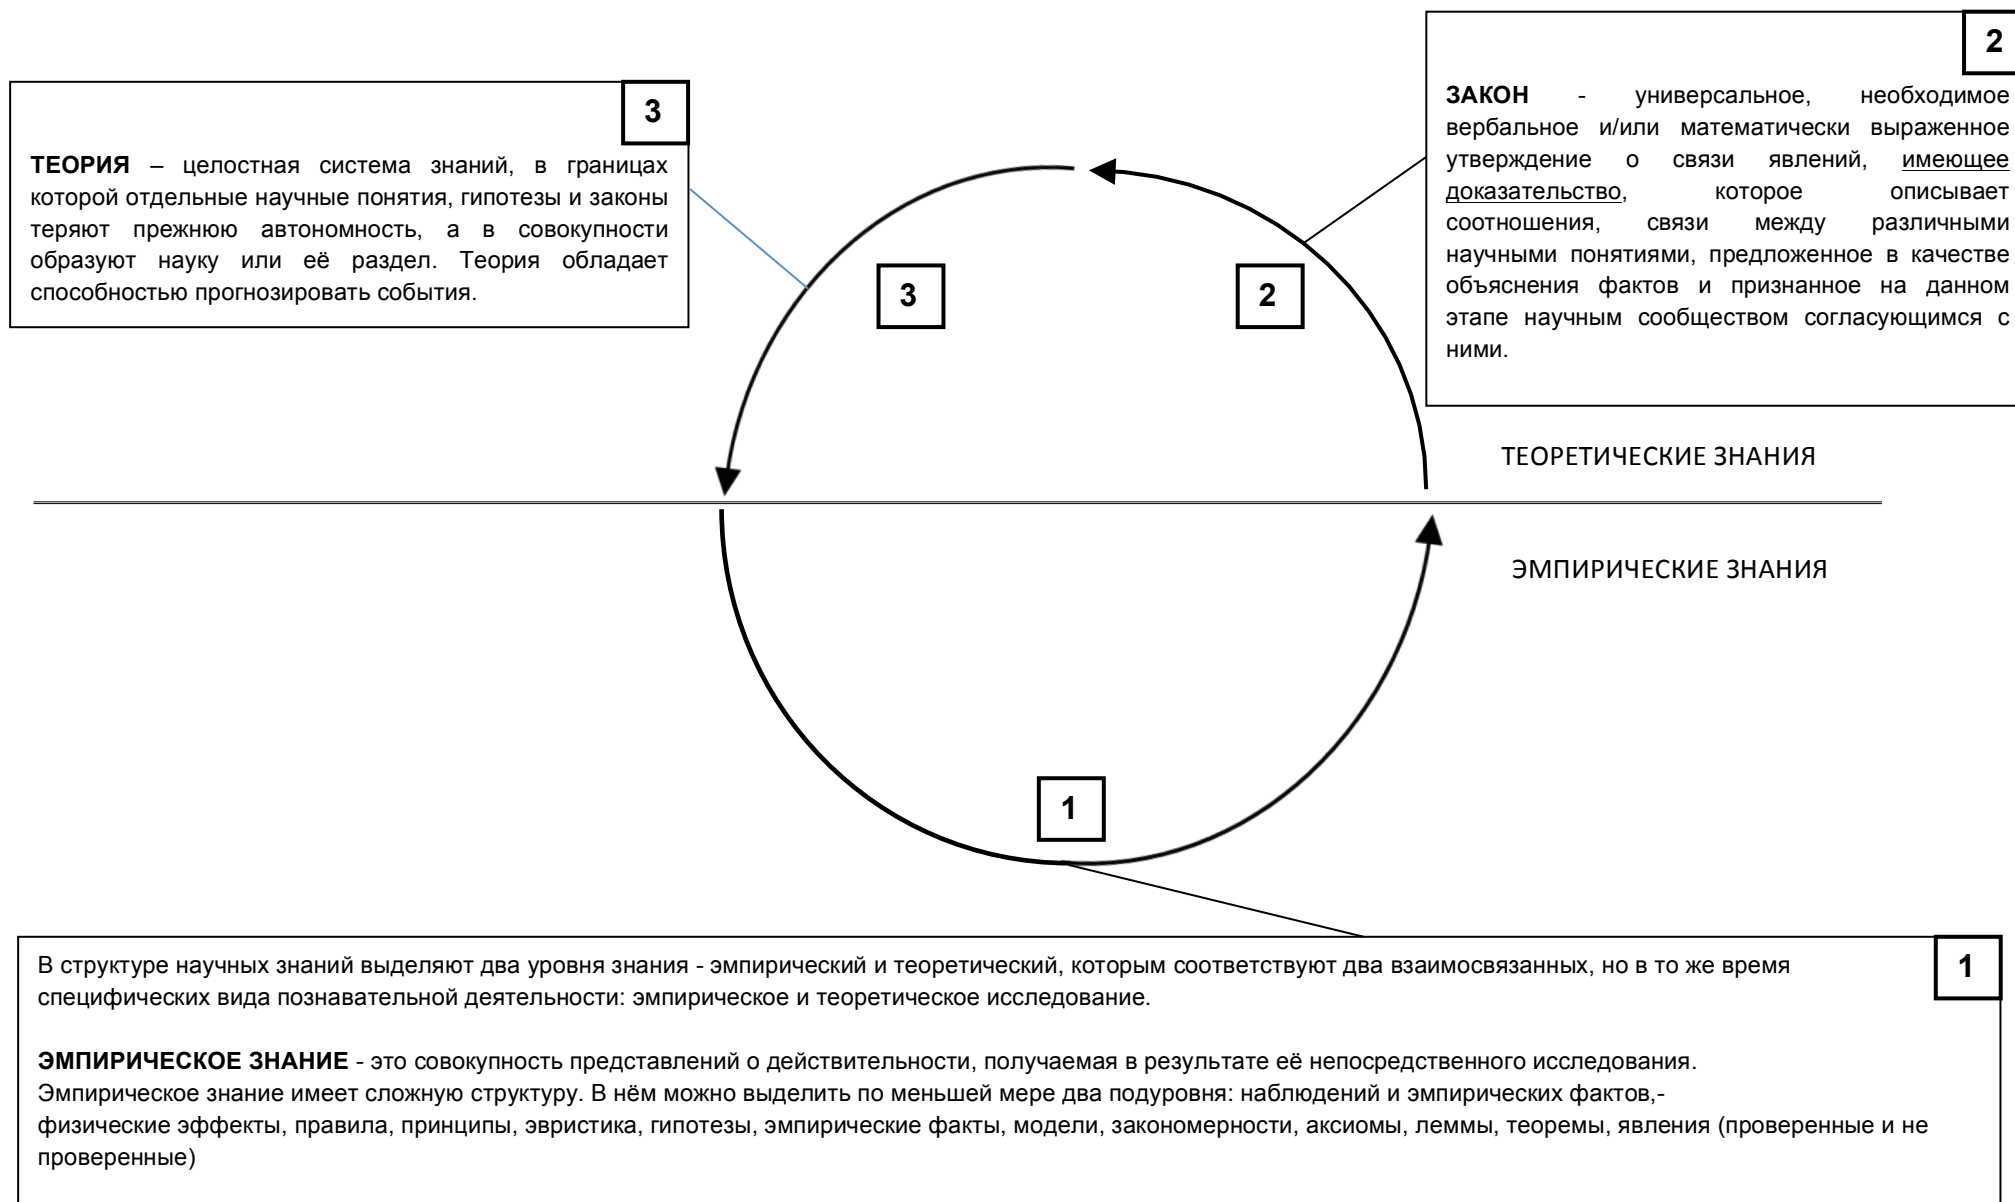 2
ЗАКОН - универсальное, необходимое
вербальное и/или математически выраженное
утверждение о связи явлений, имеющее
доказательство, которое описывает
соотношения, связи между различными
научными понятиями, предложенное в качестве
объяснения фактов и признанное на данном
этапе научным сообществом согласующимся с
ними.
3
ТЕОРИЯ – целостная система знаний, в границах
которой отдельные научные понятия, гипотезы и законы
теряют прежнюю автономность, а в совокупности
образуют науку или её раздел. Теория обладает
способностью прогнозировать события.
3
2
ТЕОРЕТИЧЕСКИЕ ЗНАНИЯ
ЭМПИРИЧЕСКИЕ ЗНАНИЯ
1
1
В структуре научных знаний выделяют два уровня знания - эмпирический и теоретический, которым соответствуют два взаимосвязанных, но в то же время
специфических вида познавательной деятельности: эмпирическое и теоретическое исследование.
ЭМПИРИЧЕСКОЕ ЗНАНИЕ - это совокупность представлений о действительности, получаемая в результате её непосредственного исследования.
Эмпирическое знание имеет сложную структуру. В нём можно выделить по меньшей мере два подуровня: наблюдений и эмпирических фактов,-
физические эффекты, правила, принципы, эвристика, гипотезы, эмпирические факты, модели, закономерности, аксиомы, леммы, теоремы, явления (проверенные и не
проверенные)